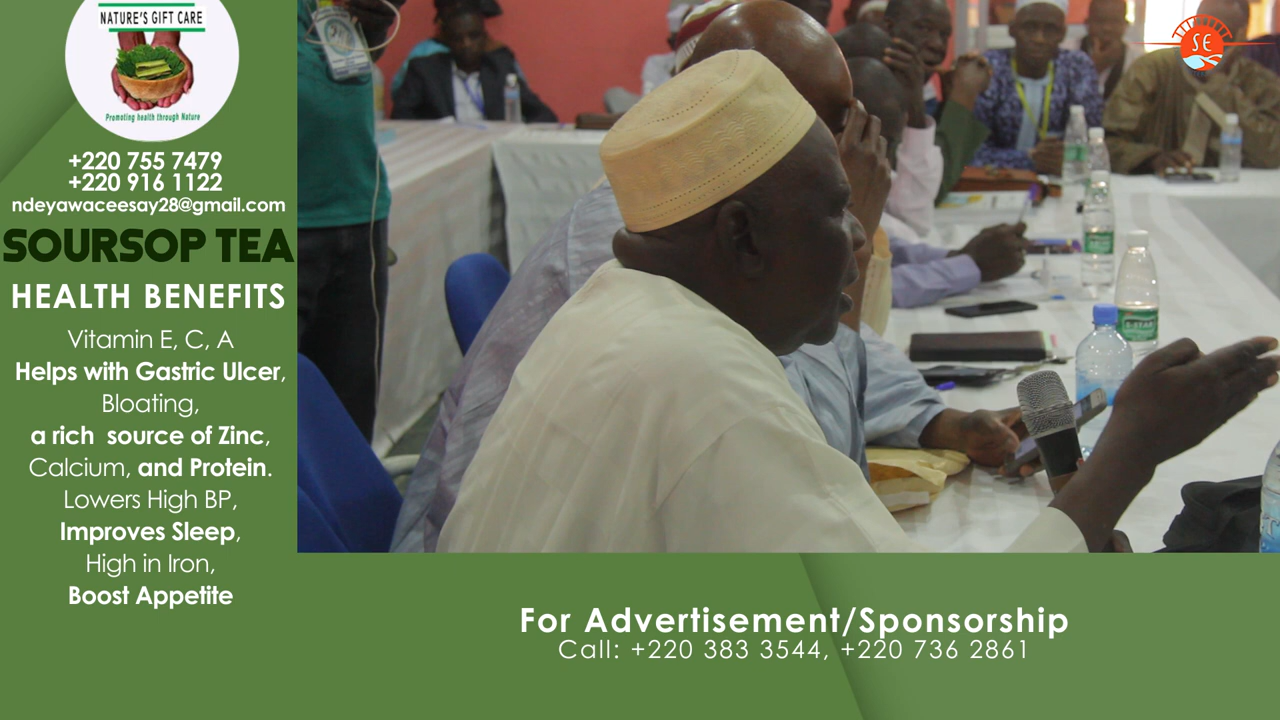 NATURE'S GIFT CARE
Promoting health through Nature
+220 755 7479
+220 916 1122
ndeyawaceesay28@gmail.com
SOURSOP TEA
HEALTH BENEFITS
Vitamin E, C, A
Helps with Gastric Ulcer,
Bloating,
a rich source of Zinc,
Calcium, and Protein.
Lowers High BP,
Improves Sleep,
High in Iron,
Boost Appetite
SE
For Advertisement/Sponsorship
Call: +220 383 3544, +220 736 2861